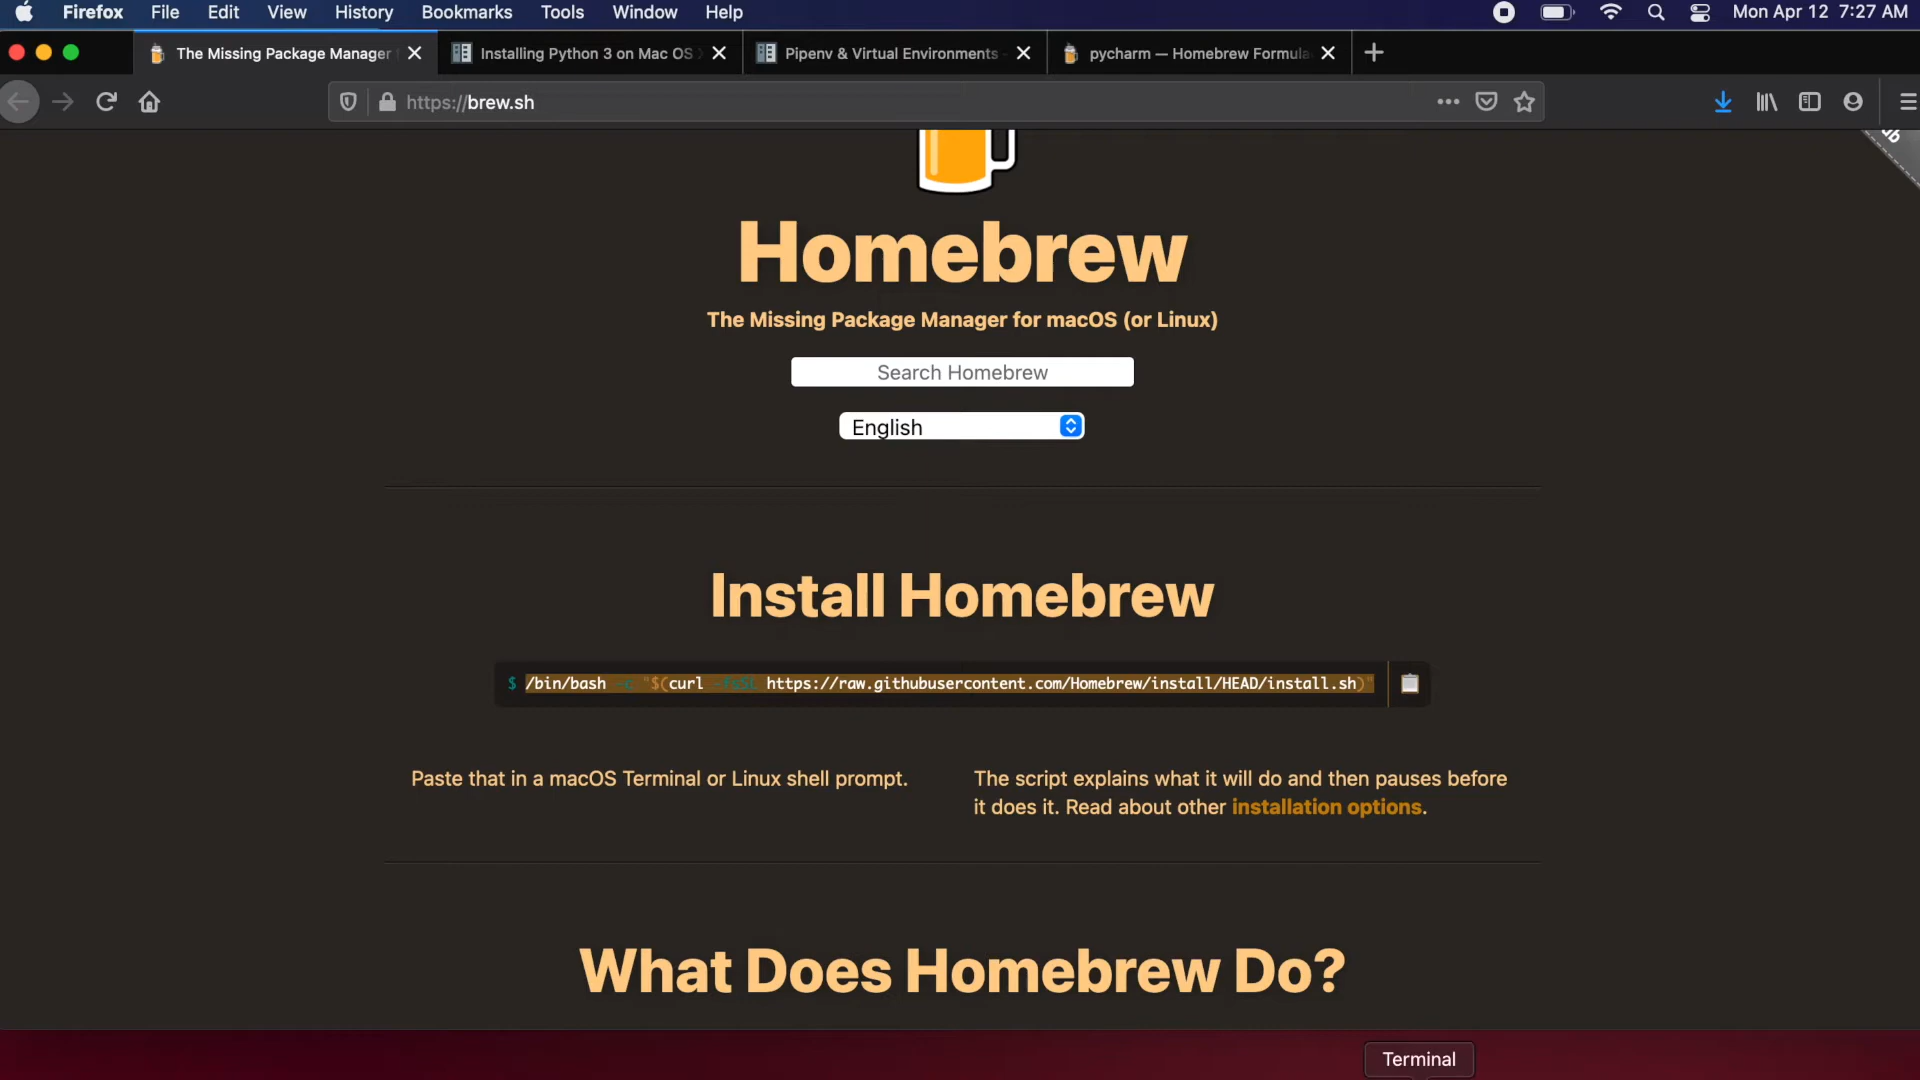 Firefox File Edit View History Bookmarks Tools Window Help Mon Apr 12 7:27 AM
The Missing Package Manager Installing Python 3 on Mac OS Pipenv & Virtual Environments pycharm — Homebrew Formula
https://brew.sh
Homebrew
The Missing Package Manager for macOS (or Linux)
Search Homebrew
English
Install Homebrew
$ /bin/bash -c "$(curl -fsSL https://raw.githubusercontent.com/Homebrew/install/HEAD/install.sh)"
Paste that in a macOS Terminal or Linux shell prompt.
The script explains what it will do and then pauses before
it does it. Read about other installation options.
What Does Homebrew Do?
Terminal